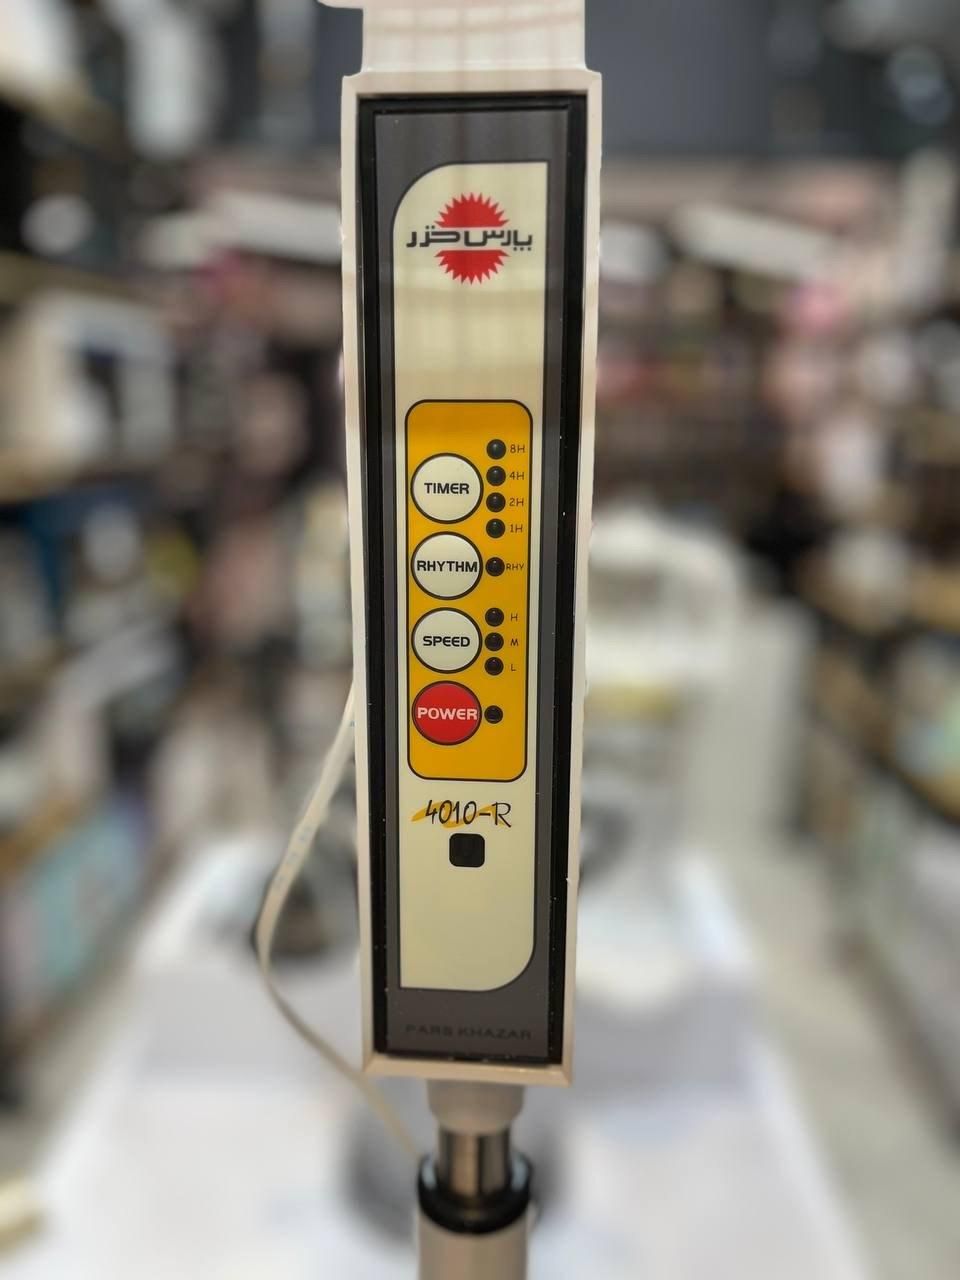 پارس خزر
8H
4H
TIMER
2H
1H
RHYTHM RHY
H
SPEED M
L
POWER
4010-R
PARS KHAZAR